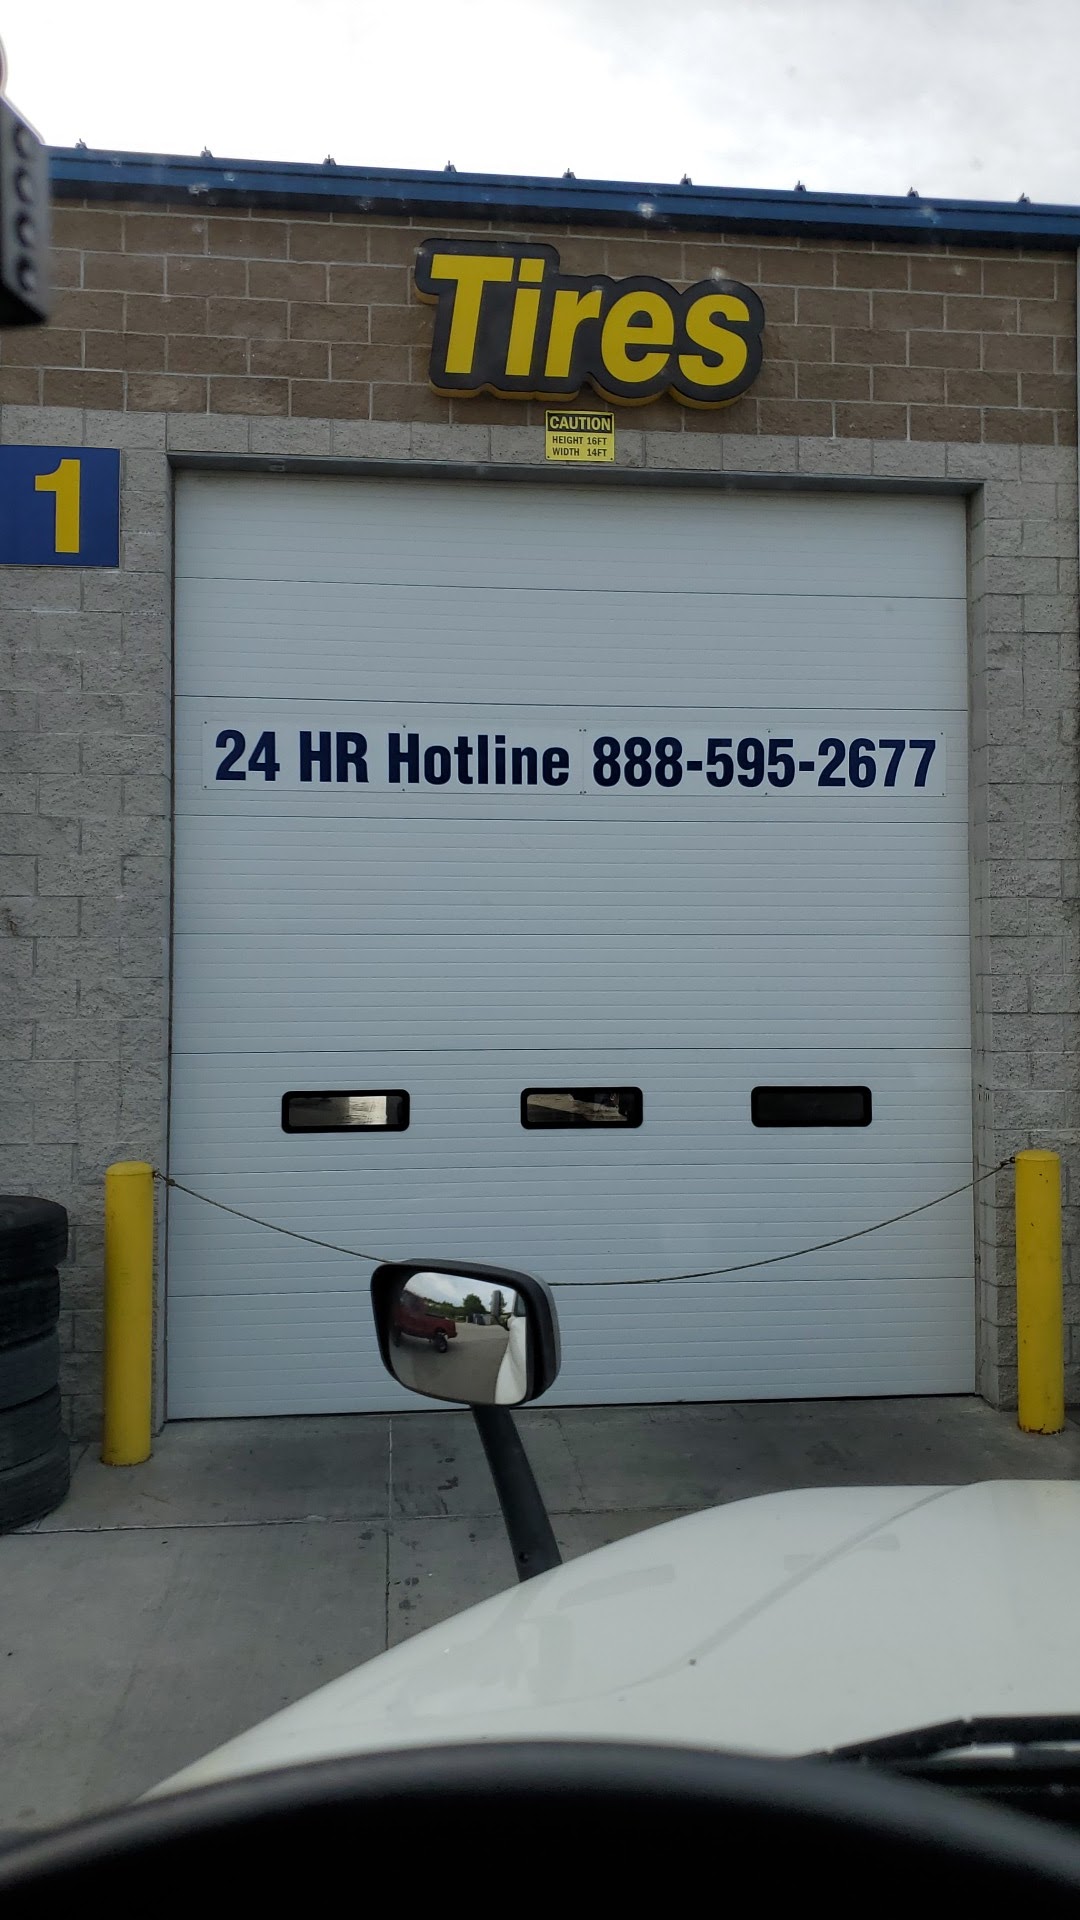 Tires
CAUTION
HEIGHT 16FT
WIDTH 14FT
1
24 HR Hotline 888-595-2677